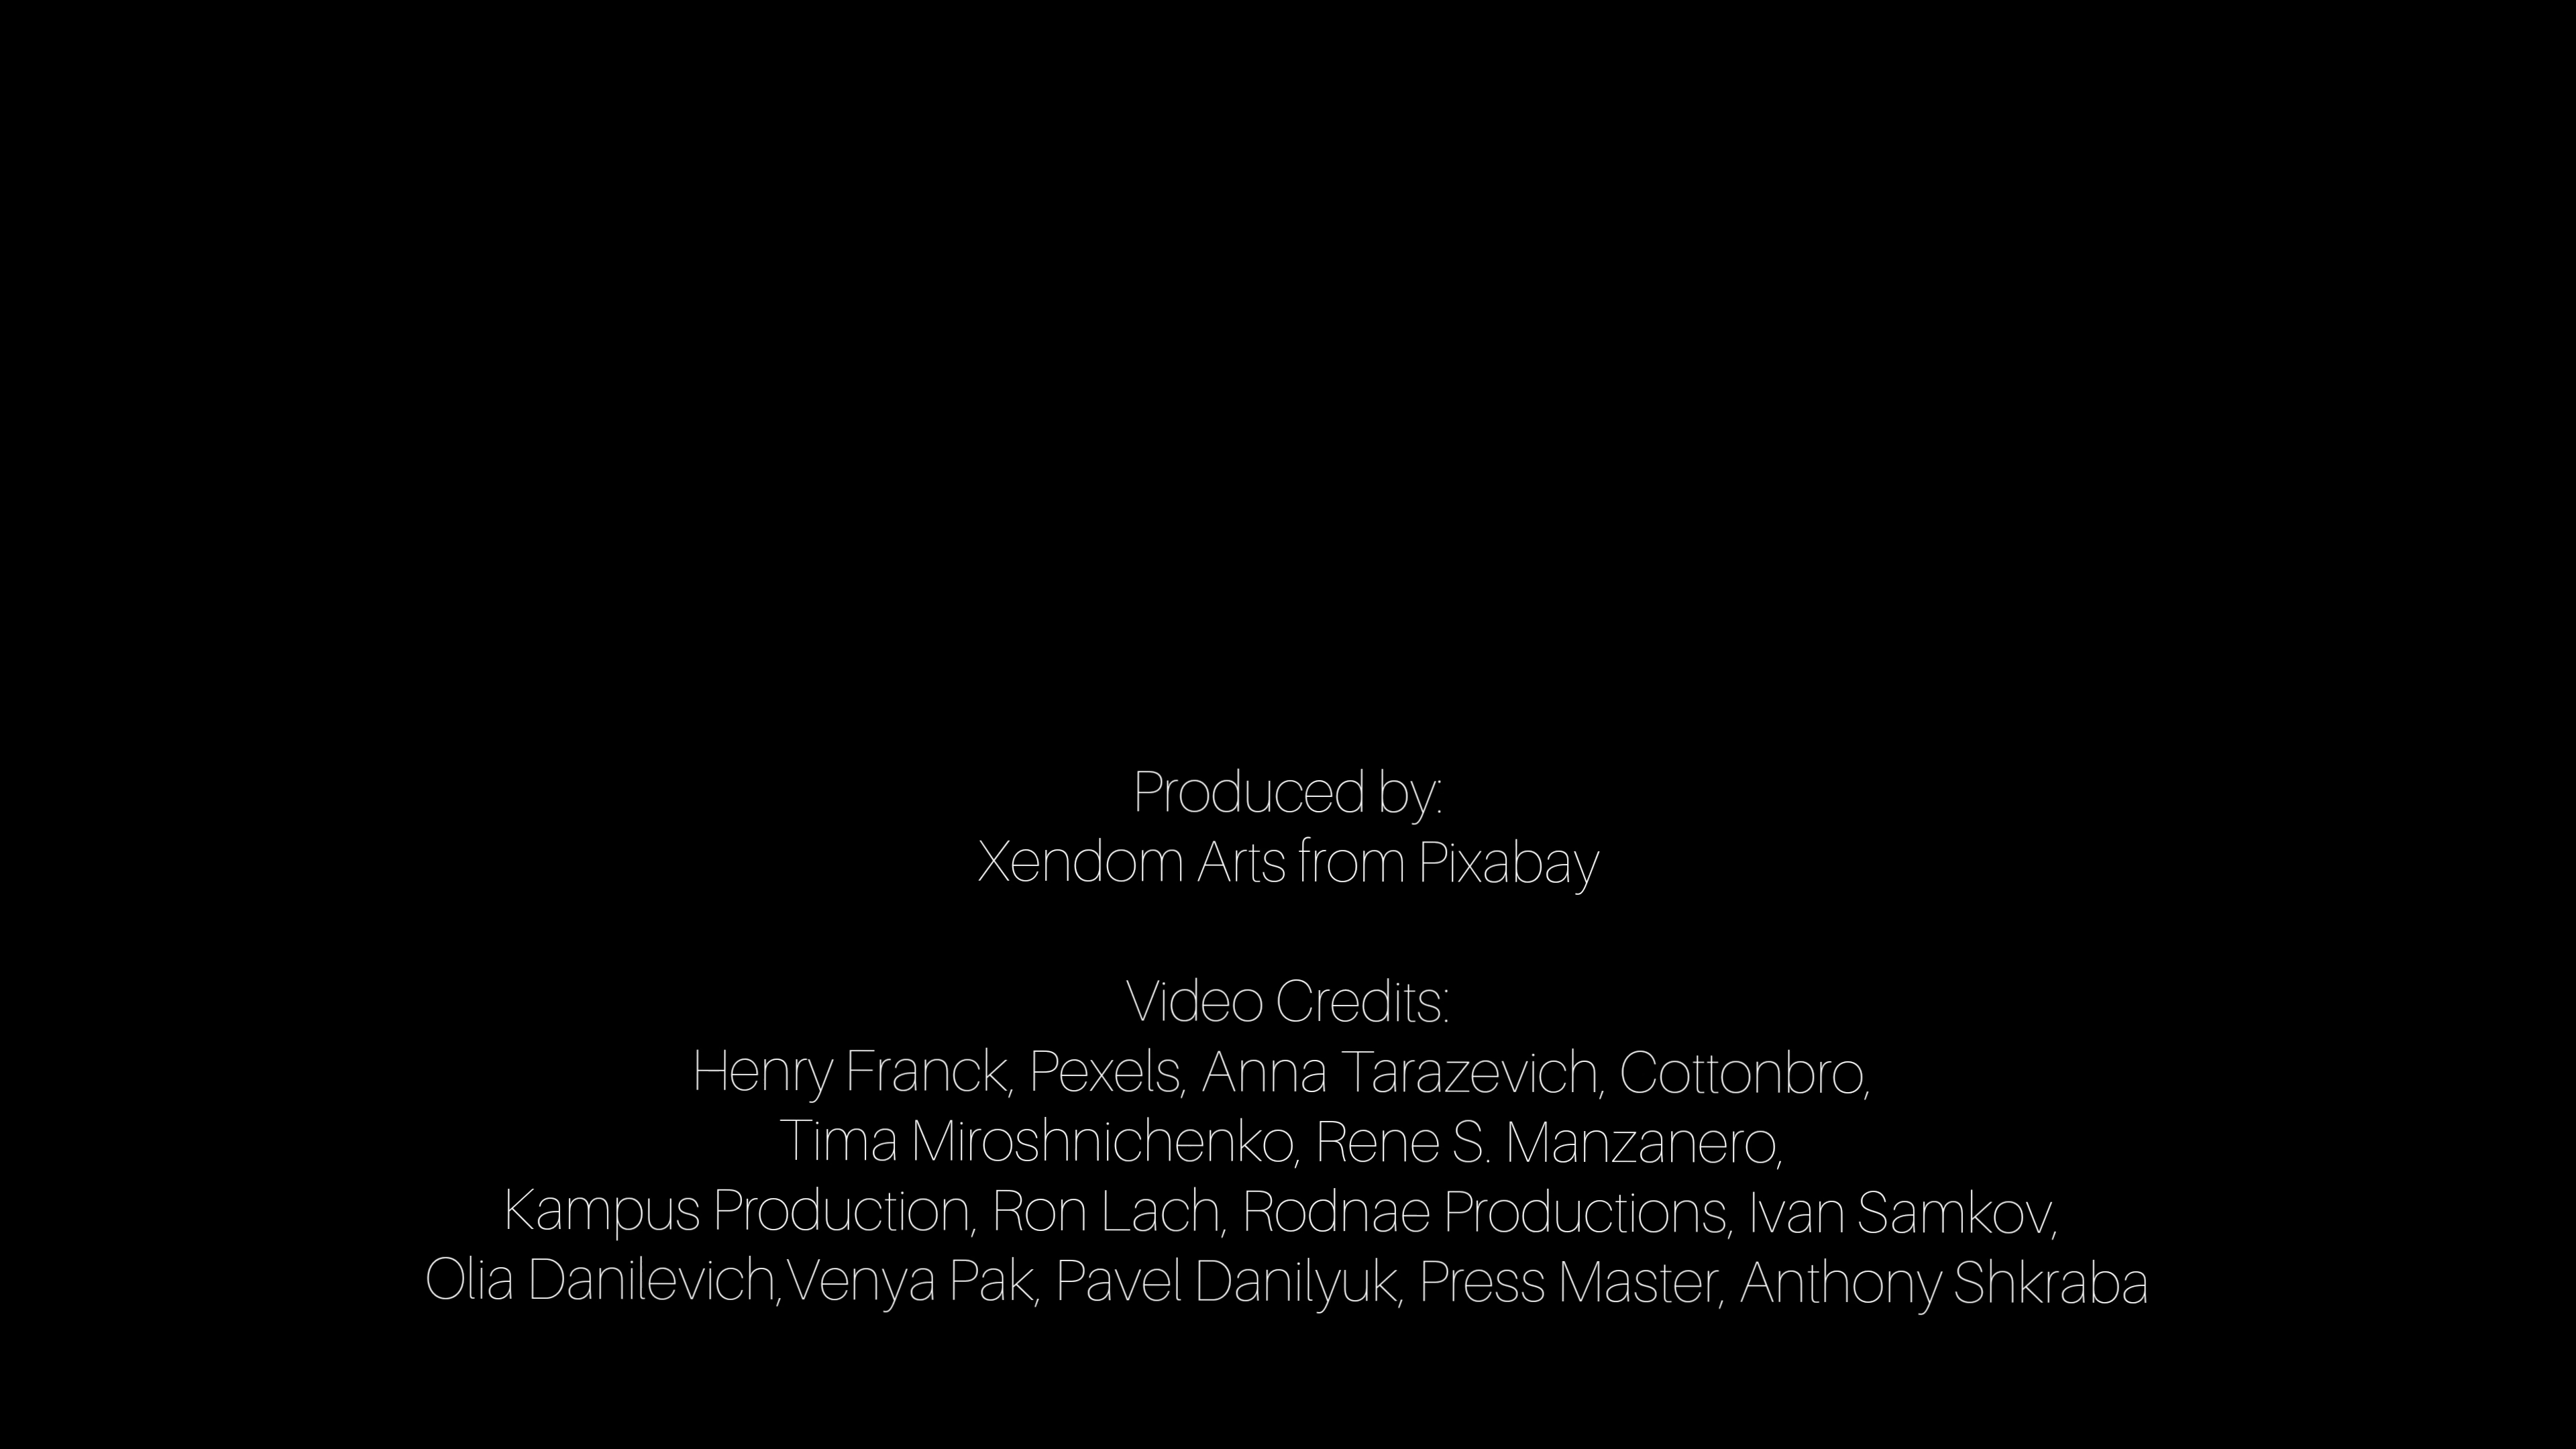 Produced by:
Xendom Arts from Pixabay
Video Credits:
Henry Franck, Pexels, Anna Tarazevich, Cottonbro,
Tima Miroshnichenko, Rene S. Manzanero,
Kampus Production, Ron Lach, Rodnae Productions, Ivan Samkov,
Olia Danilevich,Venya Pak, Pavel Danilyuk, Press Master, Anthony Shkraba